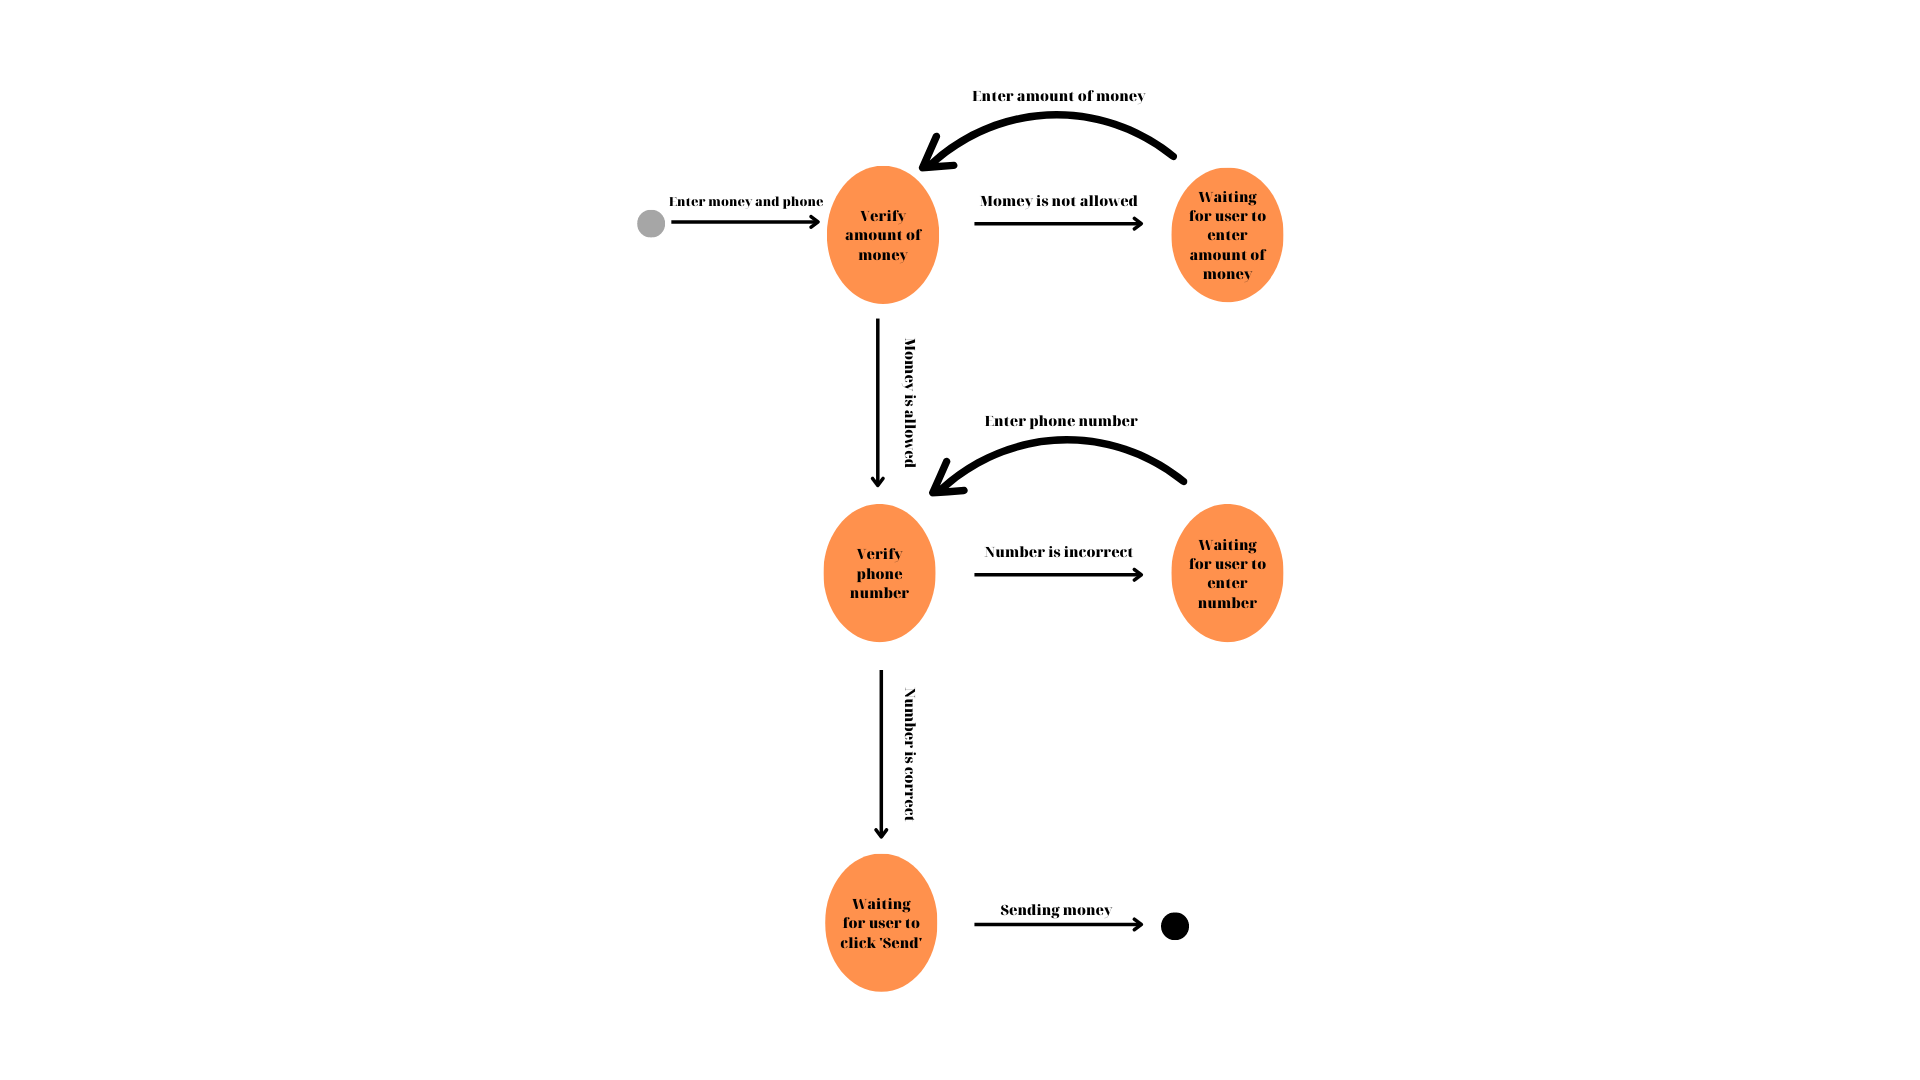 Enter amount of money
Enter money and phone
Momey is not allowed
Verify
amount of
money
Waiting
for user to
enter
amount of
money
Momey is allowed
Enter phone number
Number is incorrect
Verify
phone
number
Waiting
for user to
enter
number
Number is correct
Waiting
for user to
click 'Send'
Sending money